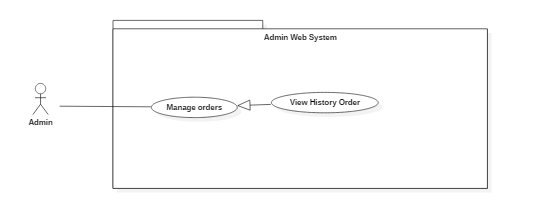 Admin Web System
View History Order
Manage orders
Admin